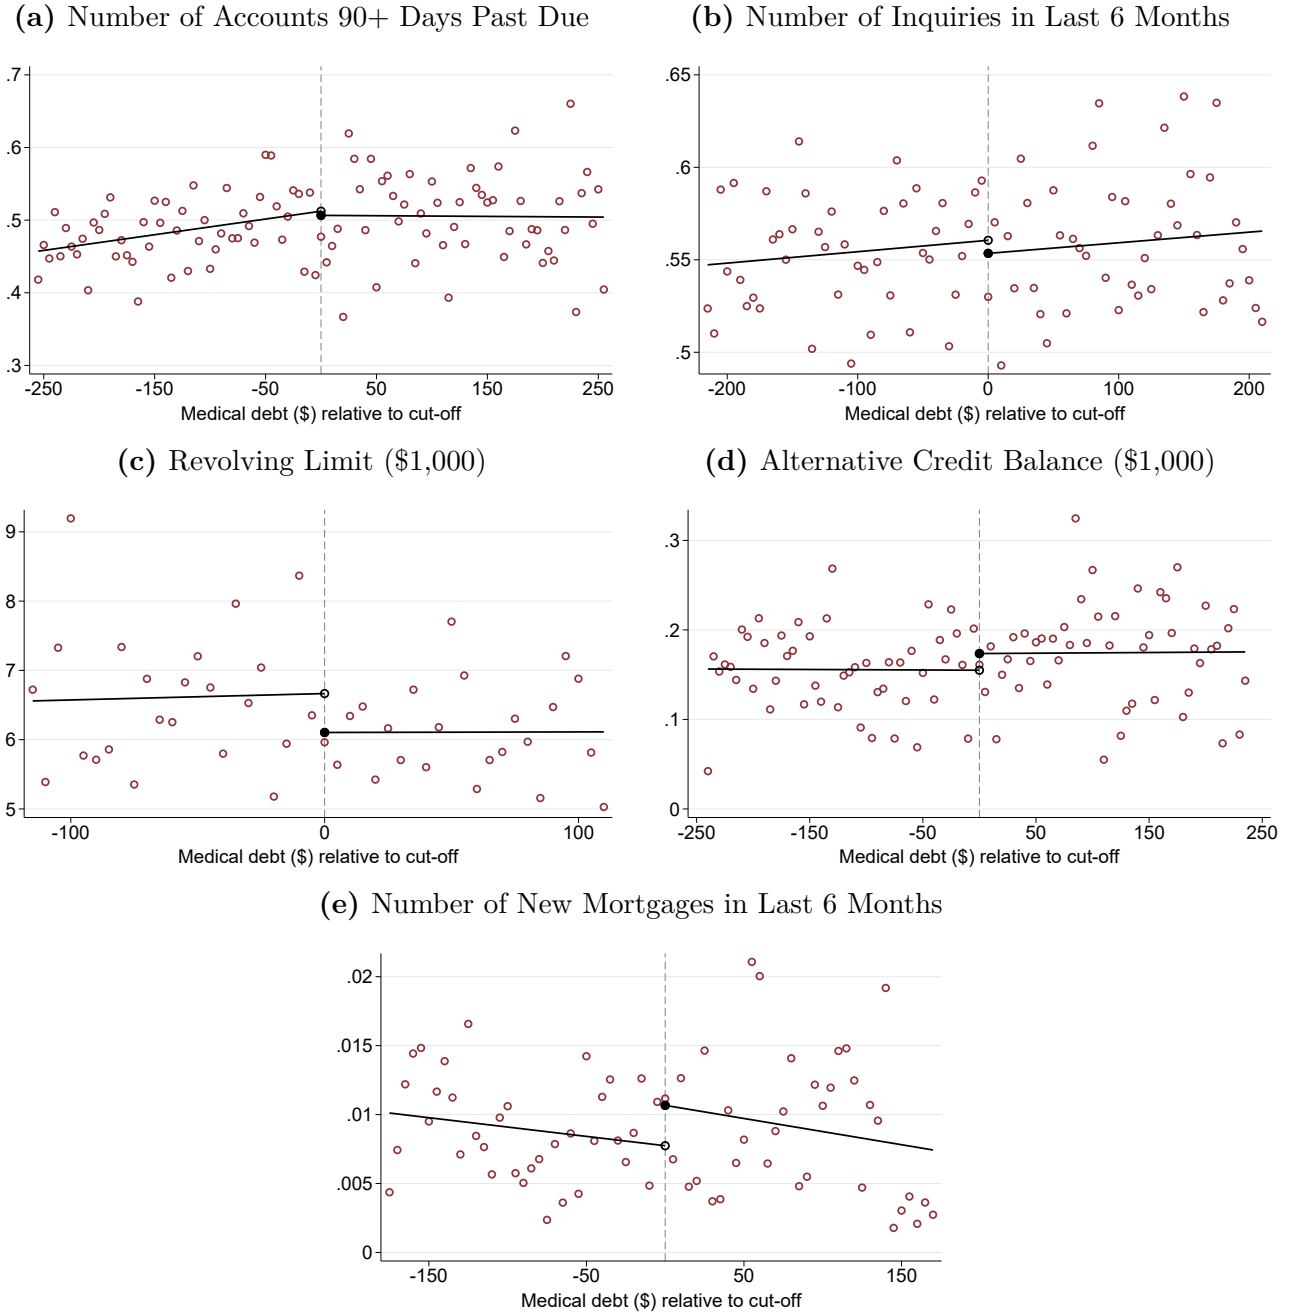 (a) Number of Accounts 90+ Days Past Due
.7
.6
.5
.4
.3
-250 -150 -50 50 150 250
Medical debt ($) relative to cut-off
(b) Number of Inquiries in Last 6 Months
.65
.6
.55
.5
-200 -100 0 100 200
Medical debt ($) relative to cut-off
(c) Revolving Limit ($1,000)
9
8
7
6
5
-100 0 100
Medical debt ($) relative to cut-off
(d) Alternative Credit Balance ($1,000)
.3
.2
.1
0
-250 -150 -50 50 150 250
Medical debt ($) relative to cut-off
(e) Number of New Mortgages in Last 6 Months
.02
.015
.01
.005
0
-150 -50 50 150
Medical debt ($) relative to cut-off